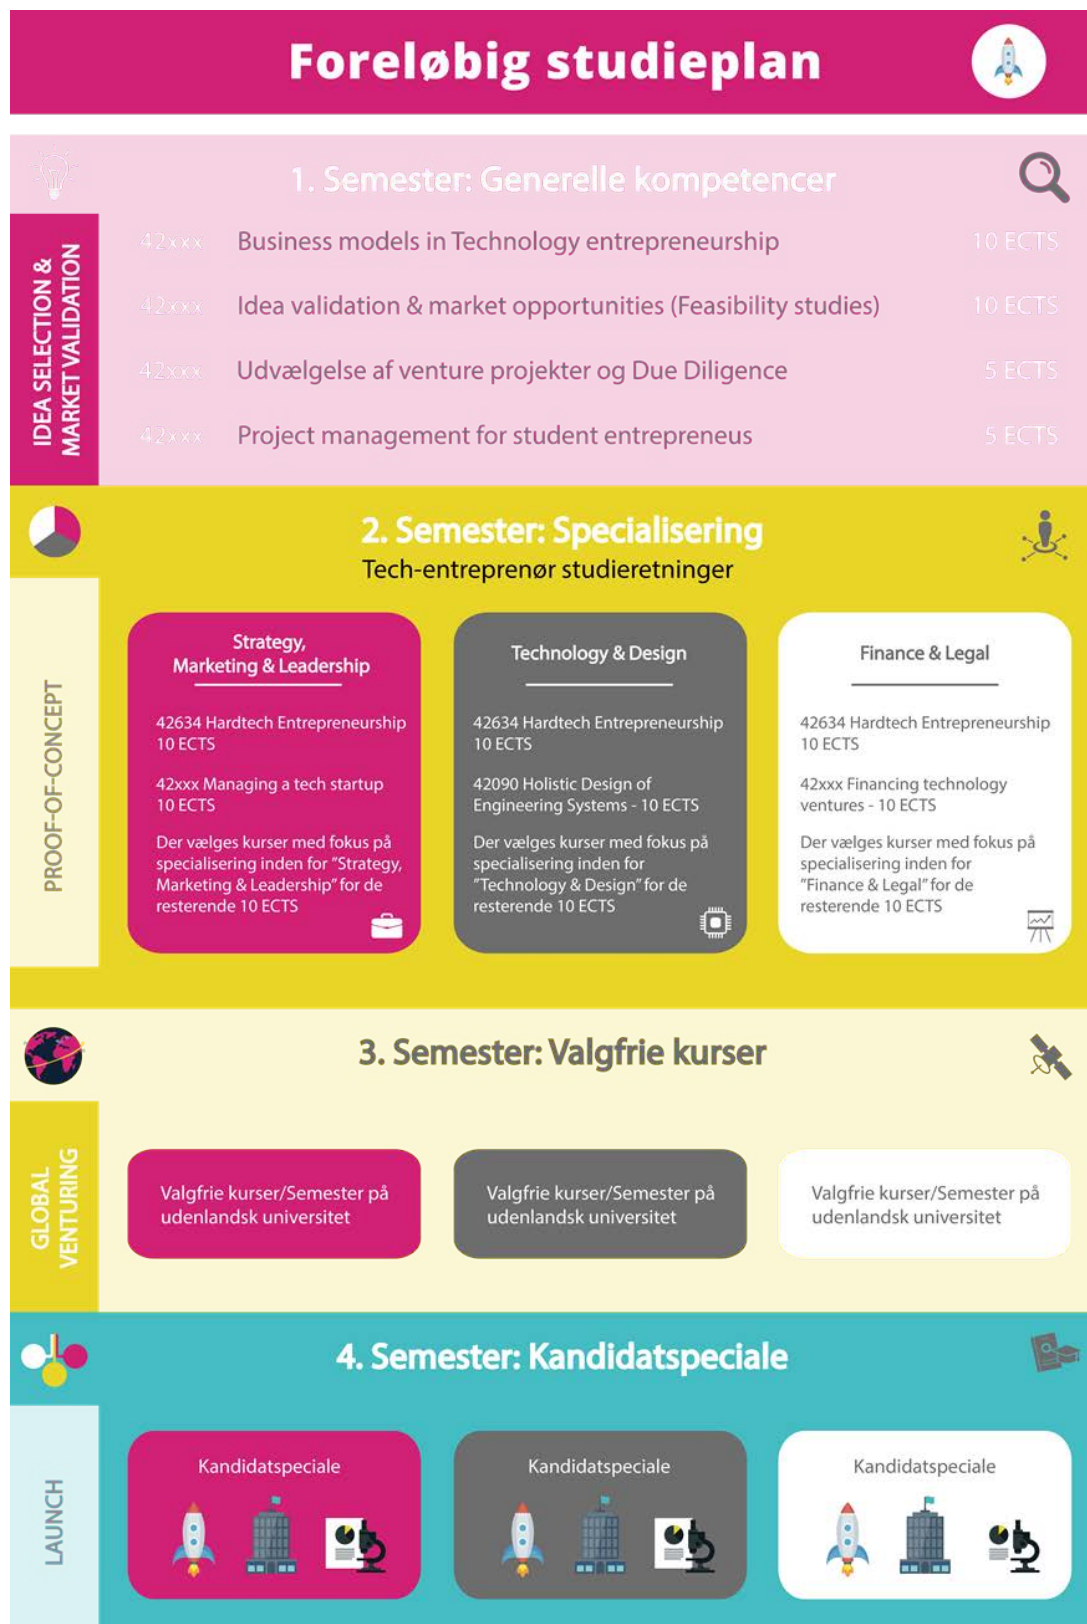 Foreløbig studieplan
1. Semester: Generelle kompetencer
IDEA SELECTION &
MARKET VALIDATION
42xxx Business models in Technology entrepreneurship 10 ECTS
42xxx Idea validation & market opportunities (Feasibility studies) 10 ECTS
42xxx Udvælgelse af venture projekter og Due Diligence 5 ECTS
42xxx Project management for student entrepreneus 5 ECTS
2. Semester: Specialisering
Tech-entreprenør studieretninger
PROOF-OF-CONCEPT
Strategy,
Marketing & Leadership
42634 Hardtech Entrepreneurship
10 ECTS
42xxx Managing a tech startup
10 ECTS
Der vælges kurser med fokus på
specialisering inden for "Strategy,
Marketing & Leadership" for de
resterende 10 ECTS
Technology & Design
42634 Hardtech Entrepreneurship
10 ECTS
42090 Holistic Design of
Engineering Systems - 10 ECTS
Der vælges kurser med fokus på
specialisering inden for
"Technology & Design" for de
resterende 10 ECTS
Finance & Legal
42634 Hardtech Entrepreneurship
10 ECTS
42xxx Financing technology
ventures - 10 ECTS
Der vælges kurser med fokus på
specialisering inden for
"Finance & Legal" for de
resterende 10 ECTS
3. Semester: Valgfrie kurser
GLOBAL
VENTURING
Valgfrie kurser/Semester på
udenlandsk universitet
Valgfrie kurser/Semester på
udenlandsk universitet
Valgfrie kurser/Semester på
udenlandsk universitet
4. Semester: Kandidatspeciale
LAUNCH
Kandidatspeciale
Kandidatspeciale
Kandidatspeciale